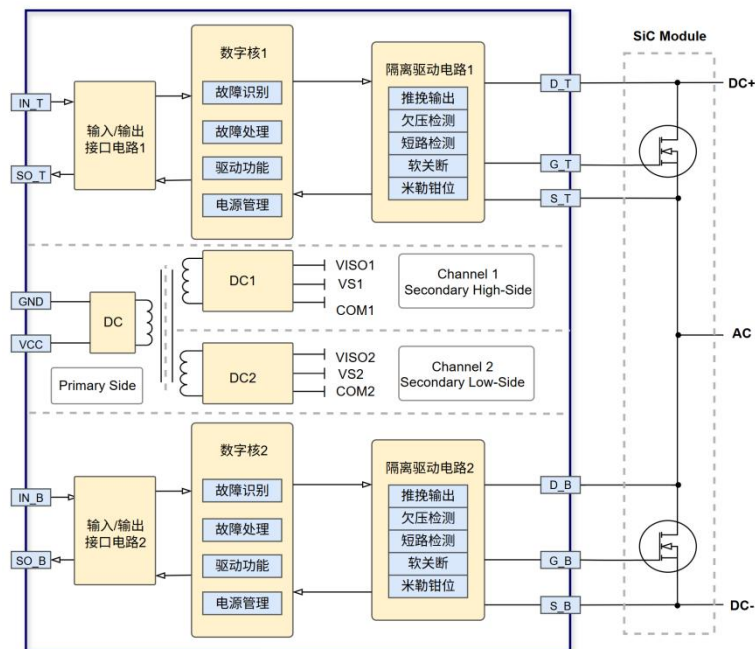 SiC Module
数字核1
故障识别
故障处理
驱动功能
电源管理
隔离驱动电路1
推挽输出
欠压检测
短路检测
软关断
米勒钳位
IN_T
SO_T
输入/输出
接口电路1
D_T
G_T
S_T
DC+
GND
VCC
DC
DC1
VISO1
VS1
COM1
Channel 1
Secondary High-Side
AC
Primary Side
DC2
VISO2
VS2
COM2
Channel 2
Secondary Low-Side
数字核2
故障识别
故障处理
驱动功能
电源管理
隔离驱动电路2
推挽输出
欠压检测
短路检测
软关断
米勒钳位
IN_B
SO_B
输入/输出
接口电路2
D_B
G_B
S_B
DC-